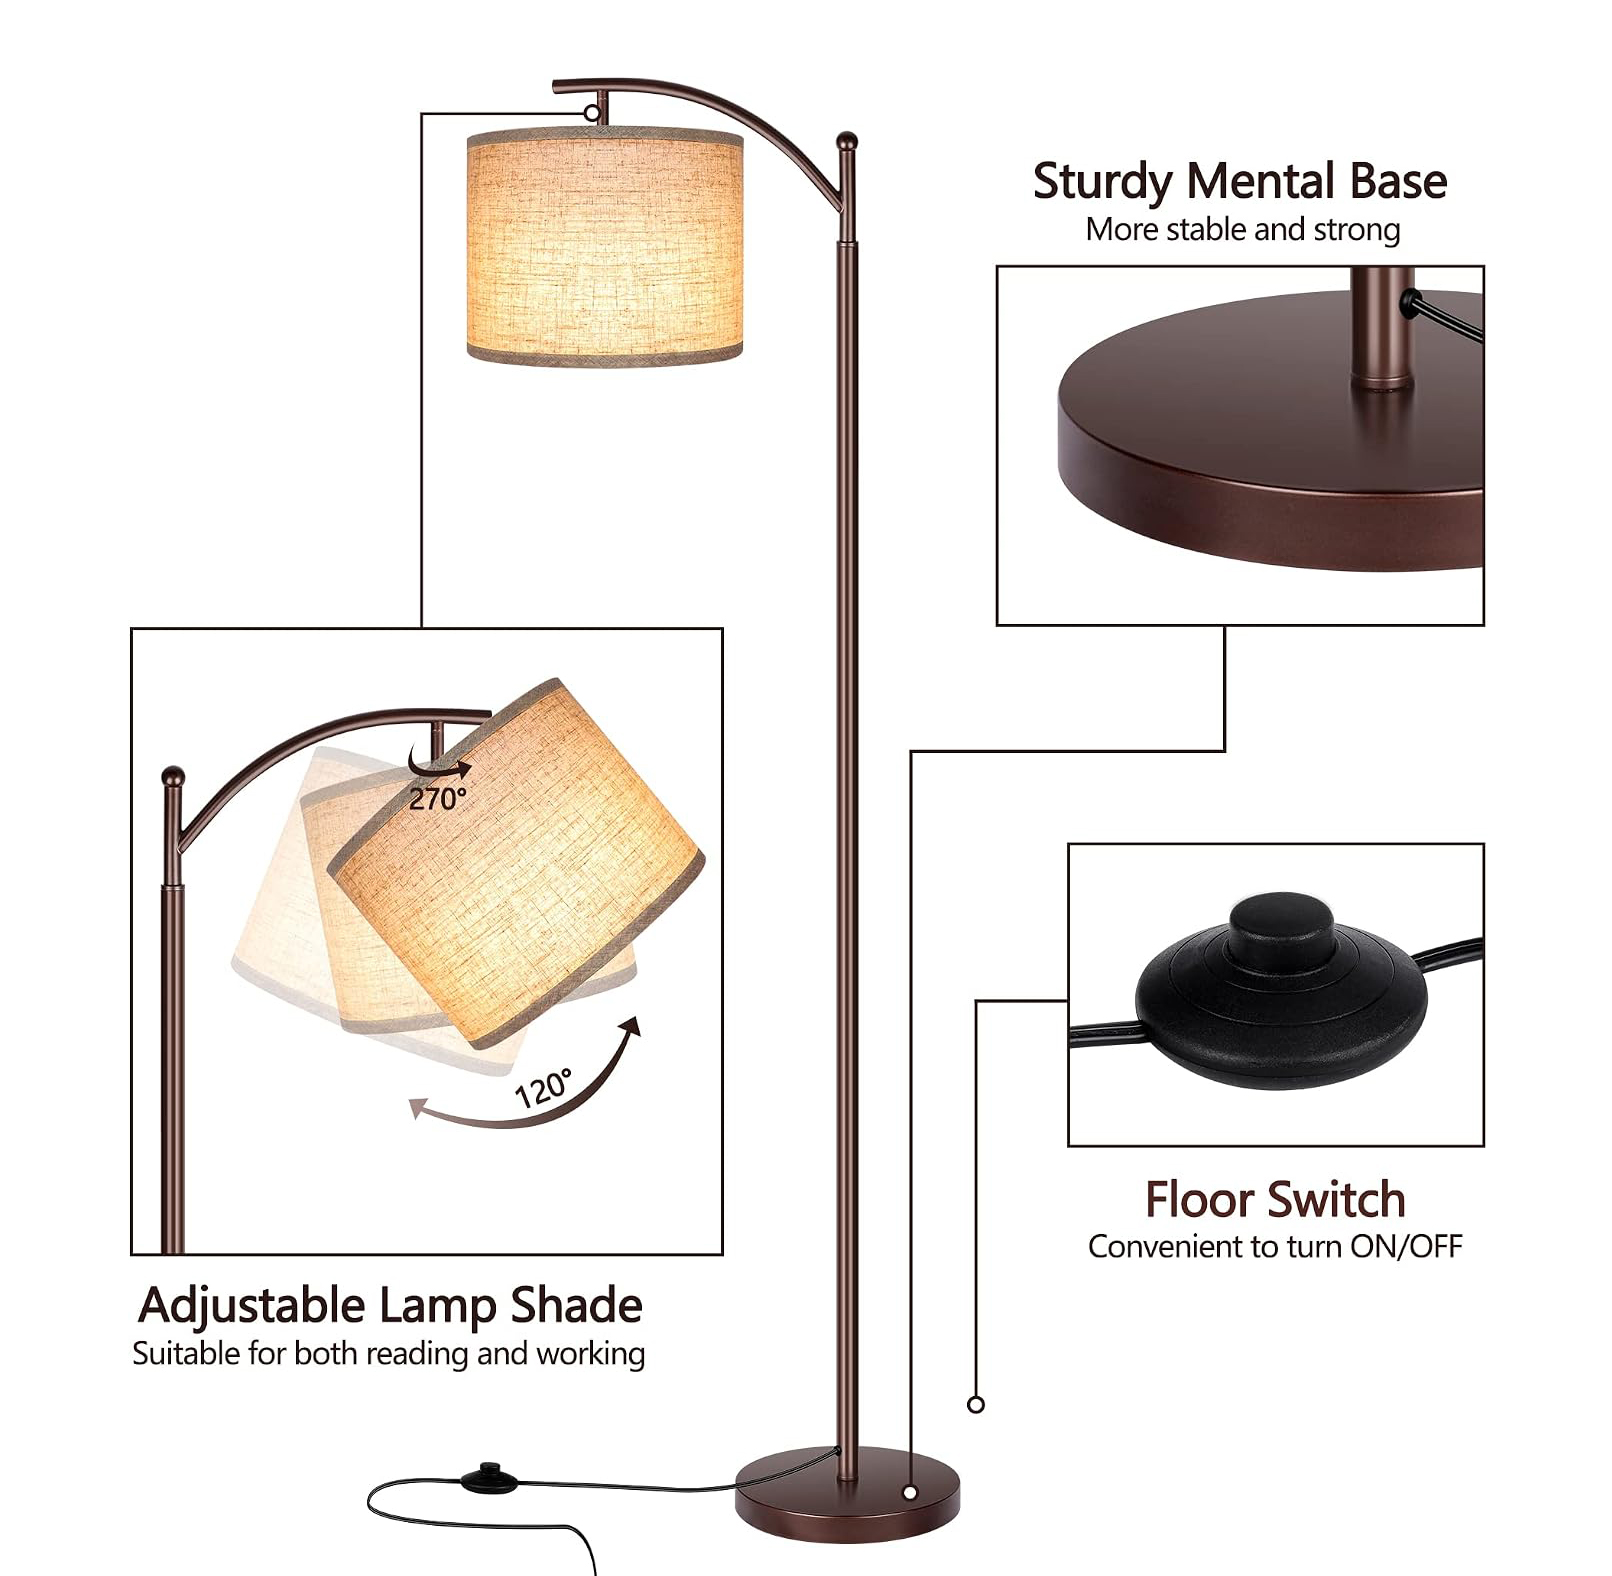 Sturdy Mental Base
More stable and strong
270°
120°
Adjustable Lamp Shade
Suitable for both reading and working
Floor Switch
Convenient to turn ON/OFF